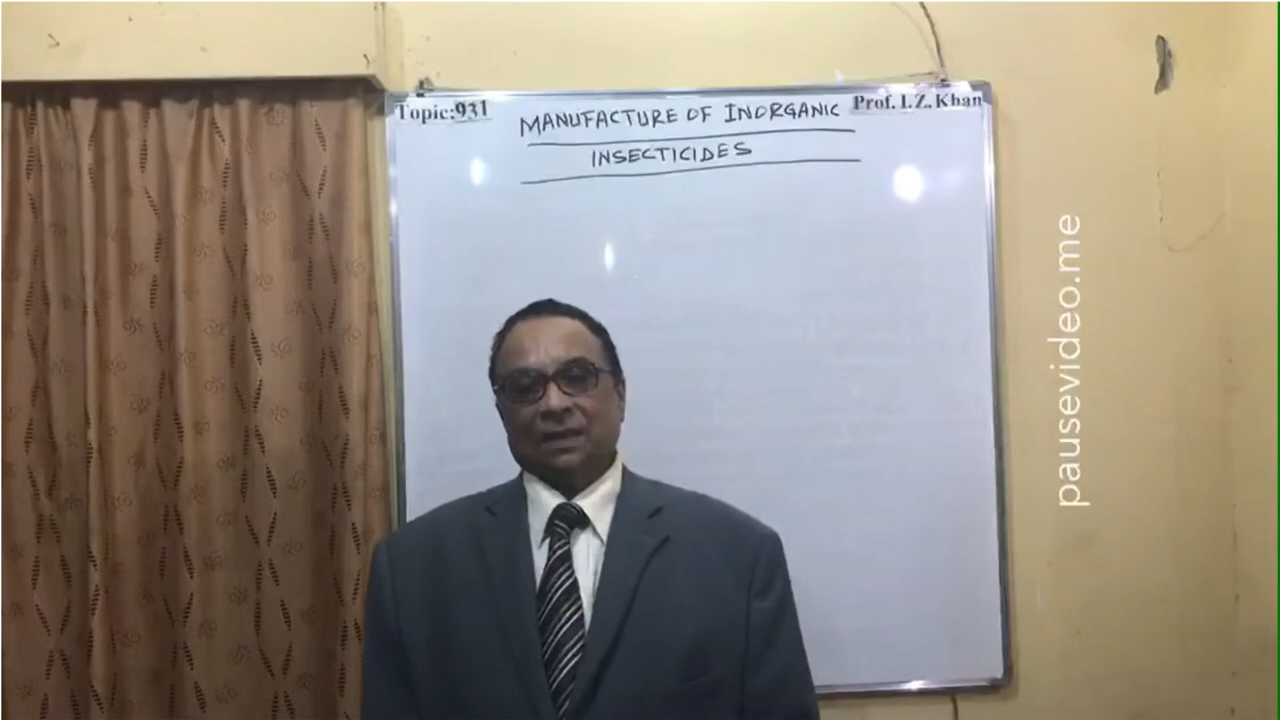 Topic:931
MANUFACTURE OF INORGANIC
INSECTICIDES
Prof. I. Z. Khan
pausevideo.me